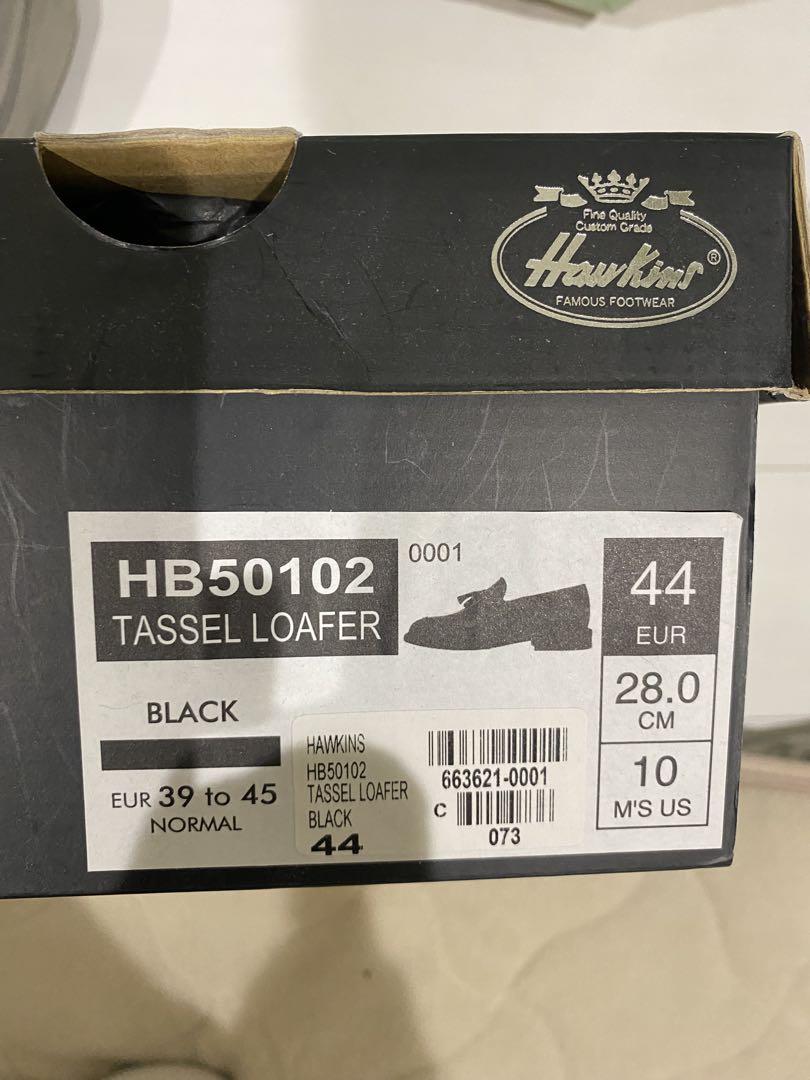 Fine Quality
Custom Grade
Hawkins ®
FAMOUS FOOTWEAR
HB50102
TASSEL LOAFER
0001
44
EUR
28.0
CM
10
M'S US
BLACK
EUR 39 to 45
NORMAL
HAWKINS
HB50102
TASSEL LOAFER
BLACK
44
663621-0001
C
073